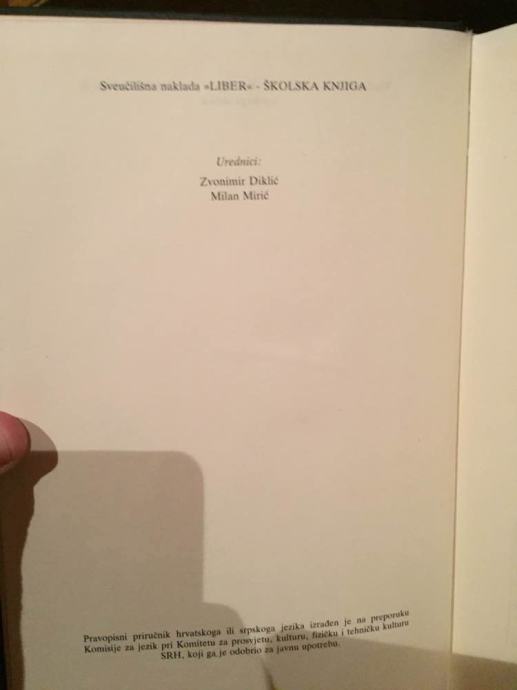 Sveučilišna naklada »LIBER« - ŠKOLSKA KNJIGA
Urednici:
Zvonimir Diklić
Milan Mirić
Pravopisni priručnik hrvatskoga ili srpskoga jezika izrađen je na preporuku
Komisije za jezik pri Komitetu za prosvjetu, kulturu, fizičku i tehničku kulturu
SRH, koji ga je odobrio za javnu upotrebu.